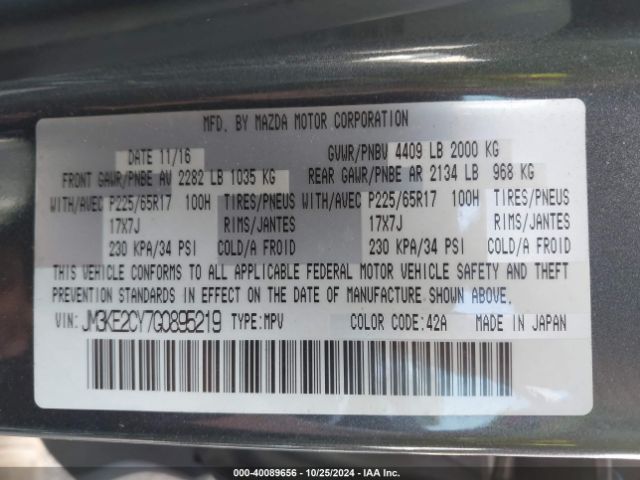 MFD. BY MAZDA MOTOR CORPORATION
DATE 11/16 GVWR/PNBV 4409 LB 2000 KG
FRONT GAWR/PNBE AV 2282 LB 1035 KG REAR GAWR/PNBE AR 2134 LB 968 KG
WITH/AVEC P225/65R17 100H TIRES/PNEUS WITH/AVEC P225/65R17 100H TIRES/PNEUS
17X7J RIMS/JANTES 17X7J RIMS/JANTES
230 KPA/34 PSI COLD/A FROID 230 KPA/34 PSI COLD/A FROID
THIS VEHICLE CONFORMS TO ALL APPLICABLE FEDERAL MOTOR VEHICLE SAFETY AND THEFT
PREVENTION STANDARDS IN EFFECT ON THE DATE OF MANUFACTURE SHOWN ABOVE.
VIN: JM3KE2CY7G0895219 TYPE:MPV COLOR CODE:42A MADE IN JAPAN
000-40089656 - 10/25/2024 - IAA Inc.